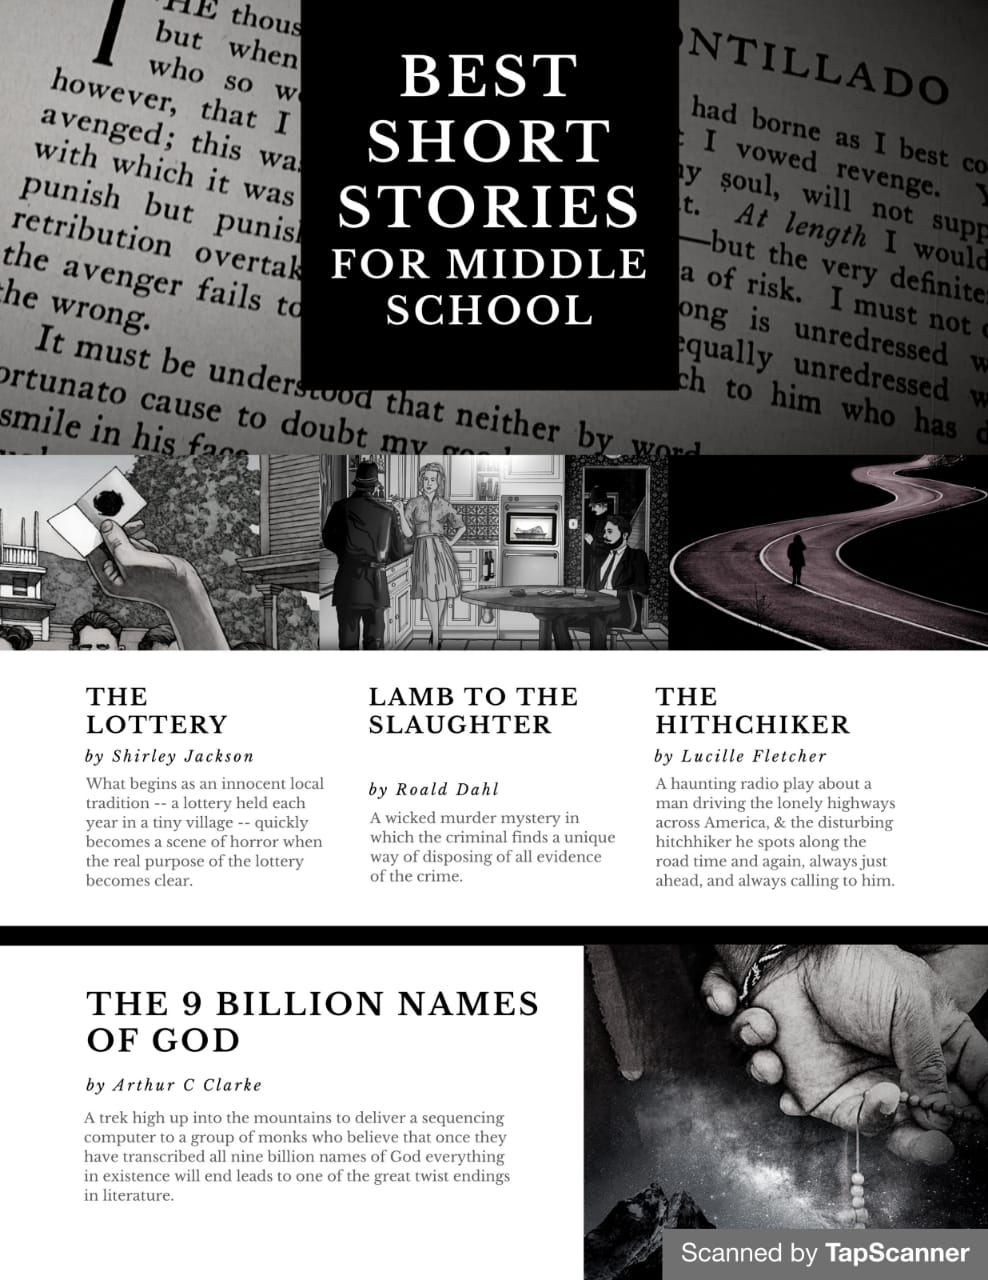 THE thous
but when
who so w
however, that I
avenged; this wa
with which it was
punish but punis
retribution overtak
the avenger fails to
the wrong.
It must be understood that neither by word
ortunato cause to doubt my
smile in his face
NTILLADO
had borne as I best co
I vowed revenge. Y
y soul, will not supp
t. At length I would
—but the very definite
a of risk. I must not
ong is unredressed w
equally unredressed w
ch to him who has d
BEST
SHORT
STORIES
FOR MIDDLE
SCHOOL
THE
LOTTERY
by Shirley Jackson
What begins as an innocent local
tradition -- a lottery held each
year in a tiny village -- quickly
becomes a scene of horror when
the real purpose of the lottery
becomes clear.
LAMB TO THE
SLAUGHTER
by Roald Dahl
A wicked murder mystery in
which the criminal finds a unique
way of disposing of all evidence
of the crime.
THE
HITHCHIKER
by Lucille Fletcher
A haunting radio play about a
man driving the lonely highways
across America, & the disturbing
hitchhiker he spots along the
road time and again, always just
ahead, and always calling to him.
THE 9 BILLION NAMES
OF GOD
by Arthur C Clarke
A trek high up into the mountains to deliver a sequencing
computer to a group of monks who believe that once they
have transcribed all nine billion names of God everything
in existence will end leads to one of the great twist endings
in literature.
Scanned by TapScanner